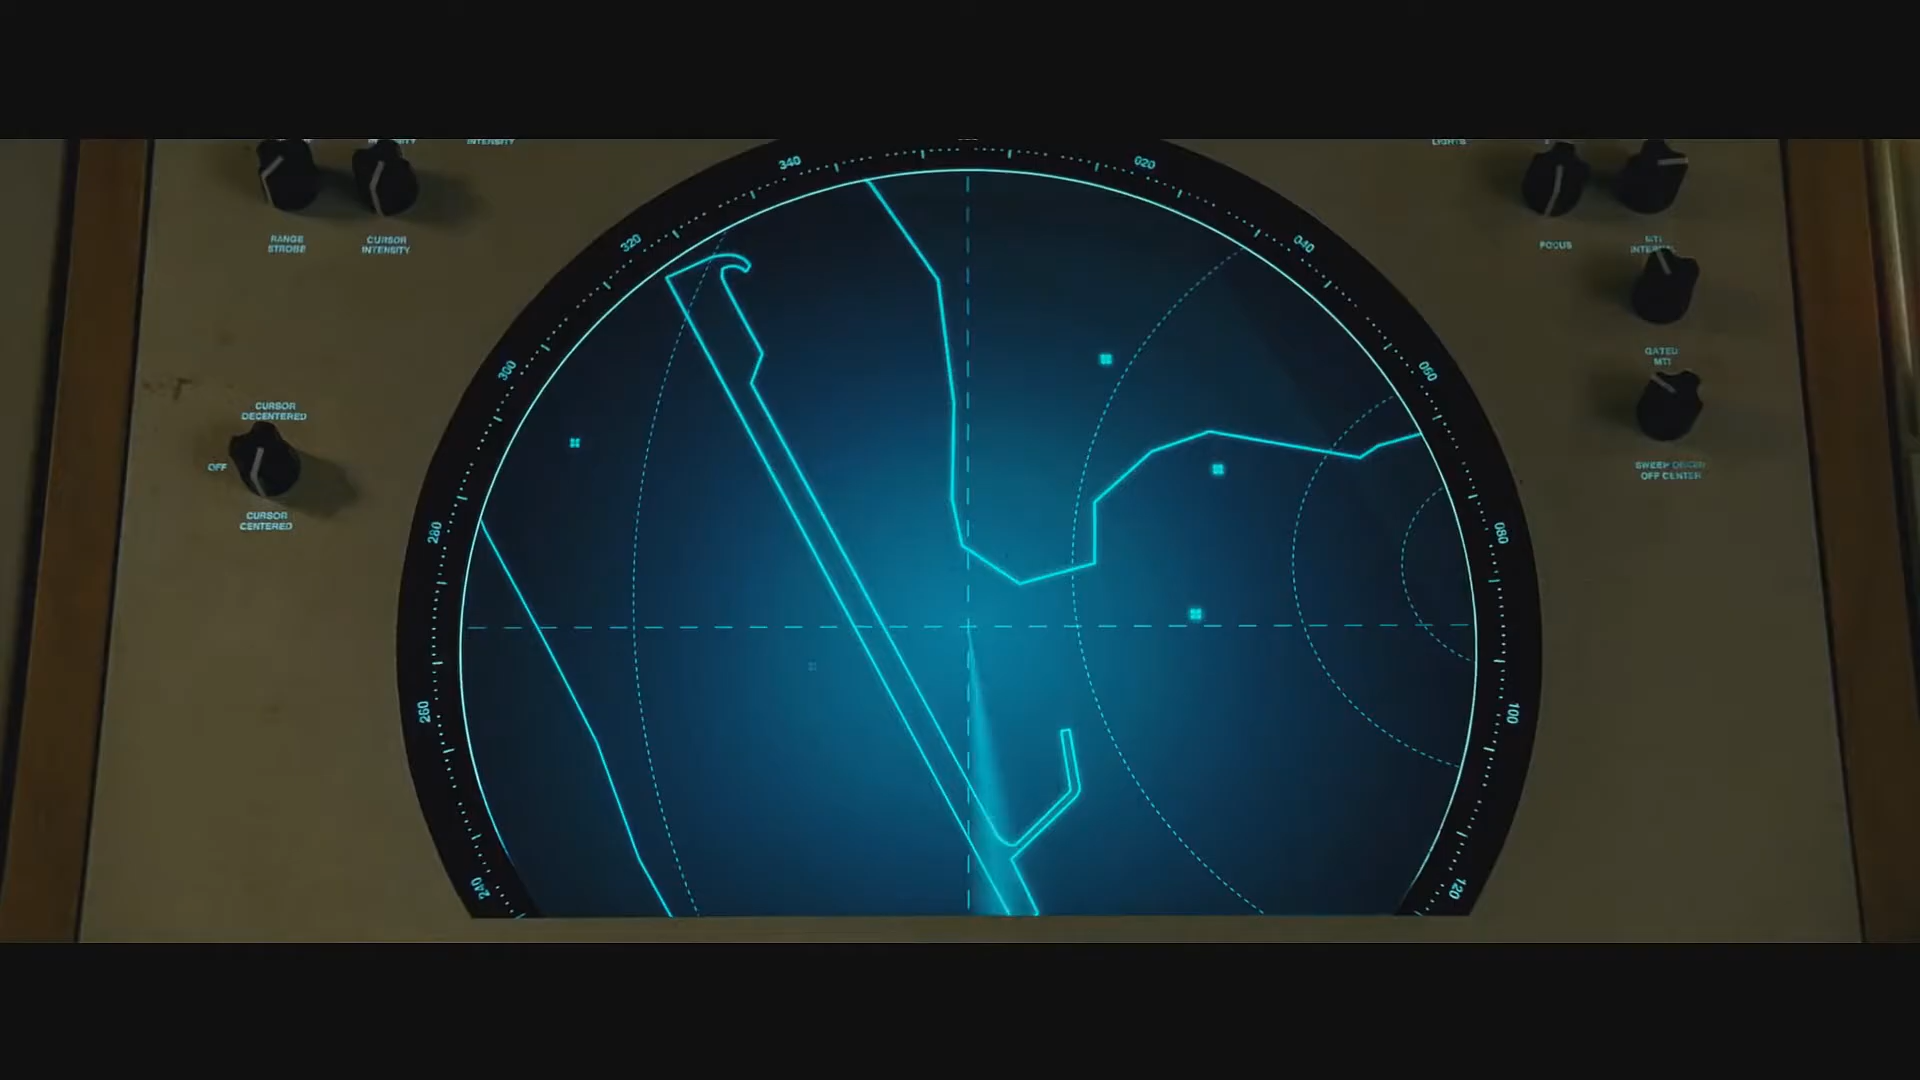 INTENSITY
LIGHTS
340
020
RANGE
STROBE
CURSOR
INTENSITY
320
040
FOCUS
MTI
300
060
GATED
MTI
CURSOR
DECENTERED
OFF
CURSOR
CENTERED
OFF CENTER
280
080
260
100
240
120